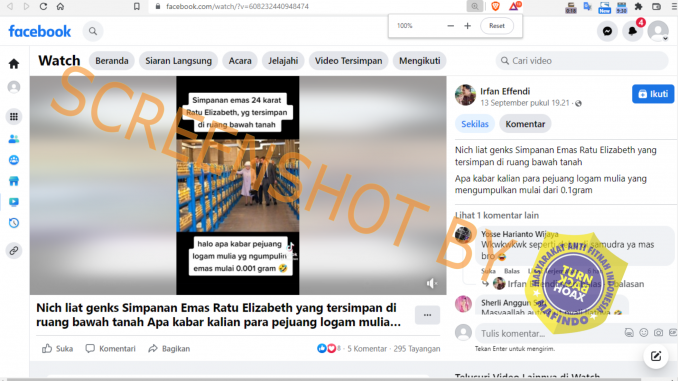 facebook.com/watch/?v=608232440948474
100%
Reset
facebook
4
Watch
Beranda
Siaran Langsung
Acara
Jelajahi
Video Tersimpan
Mengikuti
Cari video
Simpanan emas 24 karat
Ratu Elizabeth, yg tersimpan
di ruang bawah tanah
halo apa kabar pejuang
logam mulia yg ngumpulin
emas mulai 0.001 gram 🤣
Nich liat genks Simpanan Emas Ratu Elizabeth yang tersimpan di
ruang bawah tanah Apa kabar kalian para pejuang logam mulia...
Suka
Komentari
Bagikan
8 · 5 Komentar · 295 Tayangan
Irfan Effendi
13 September pukul 19.21 ·
Ikuti
Sekilas
Komentar
Nich liat genks Simpanan Emas Ratu Elizabeth yang
tersimpan di ruang bawah tanah
Apa kabar kalian para pejuang logam mulia yang
mengumpulkan mulai dari 0.1gram
Lihat 1 komentar lain
Yosse Harianto Wijaya
Wkwkwkwk seperti
samudra ya mas
bro
Suka
Balas
Irfan Effendi
balasan
Sherli Anggun
Masyaallah
Tulis komentar...
Tekan Enter untuk mengirim.
Telusuri Video Lainnya di Watch
SCREENSHOT BY
MASYARAKAT ANTI FITNAH INDONESIA
TURN
BACK
HOAX
MAFINDO